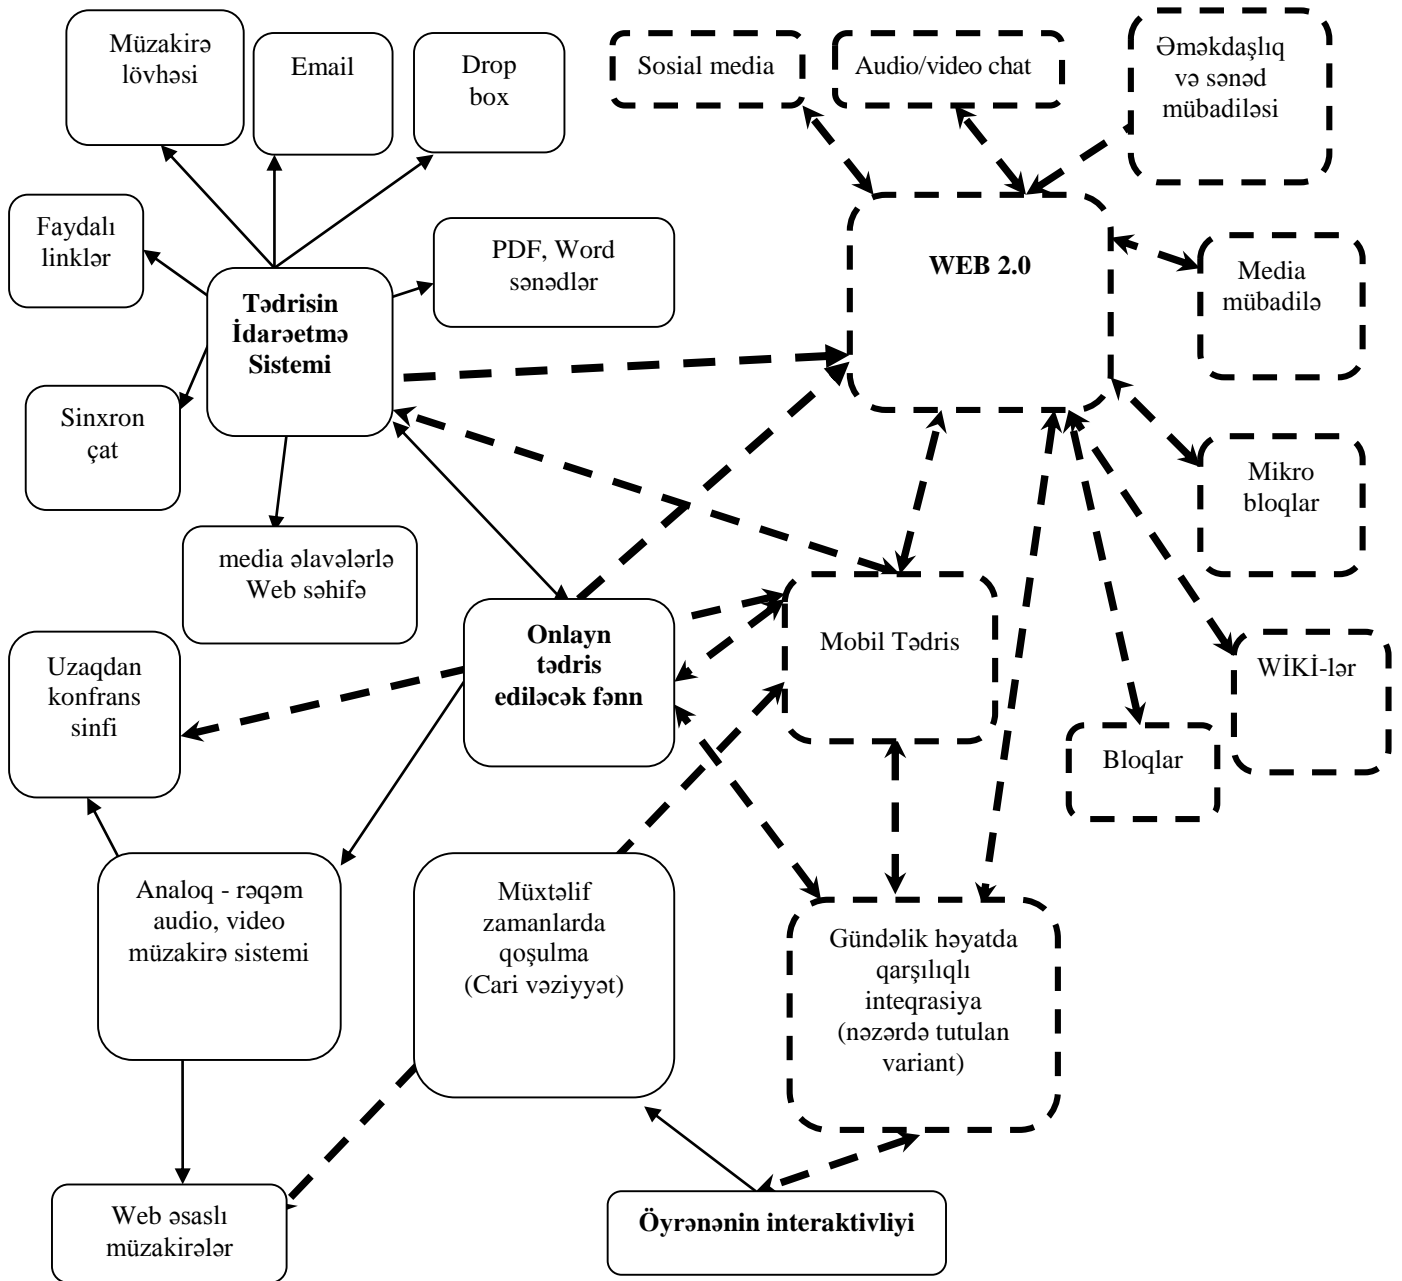 Müzakirə
lövhəsi
Email
Drop
box
Sosial media
Audio/video chat
Əməkdaşlıq
və sənəd
mübadiləsi
Faydalı
linklər
PDF, Word
sənədlər
WEB 2.0
Media
mübadilə
Tədrisin
İdarəetmə
Sistemi
Sinxron
çat
Mikro
bloqlar
media əlavələrlə
Web səhifə
Onlayn
tədris
ediləcək fənn
Mobil Tədris
WİKİ-lər
Uzaqdan
konfrans
sinfi
Bloqlar
Analoq - rəqəm
audio, video
müzakirə sistemi
Müxtəlif
zamanlarda
qoşulma
(Cari vəziyyət)
Gündəlik həyatda
qarşılıqlı
inteqrasiya
(nəzərdə tutulan
variant)
Web əsaslı
müzakirələr
Öyrənənin interaktivliyi